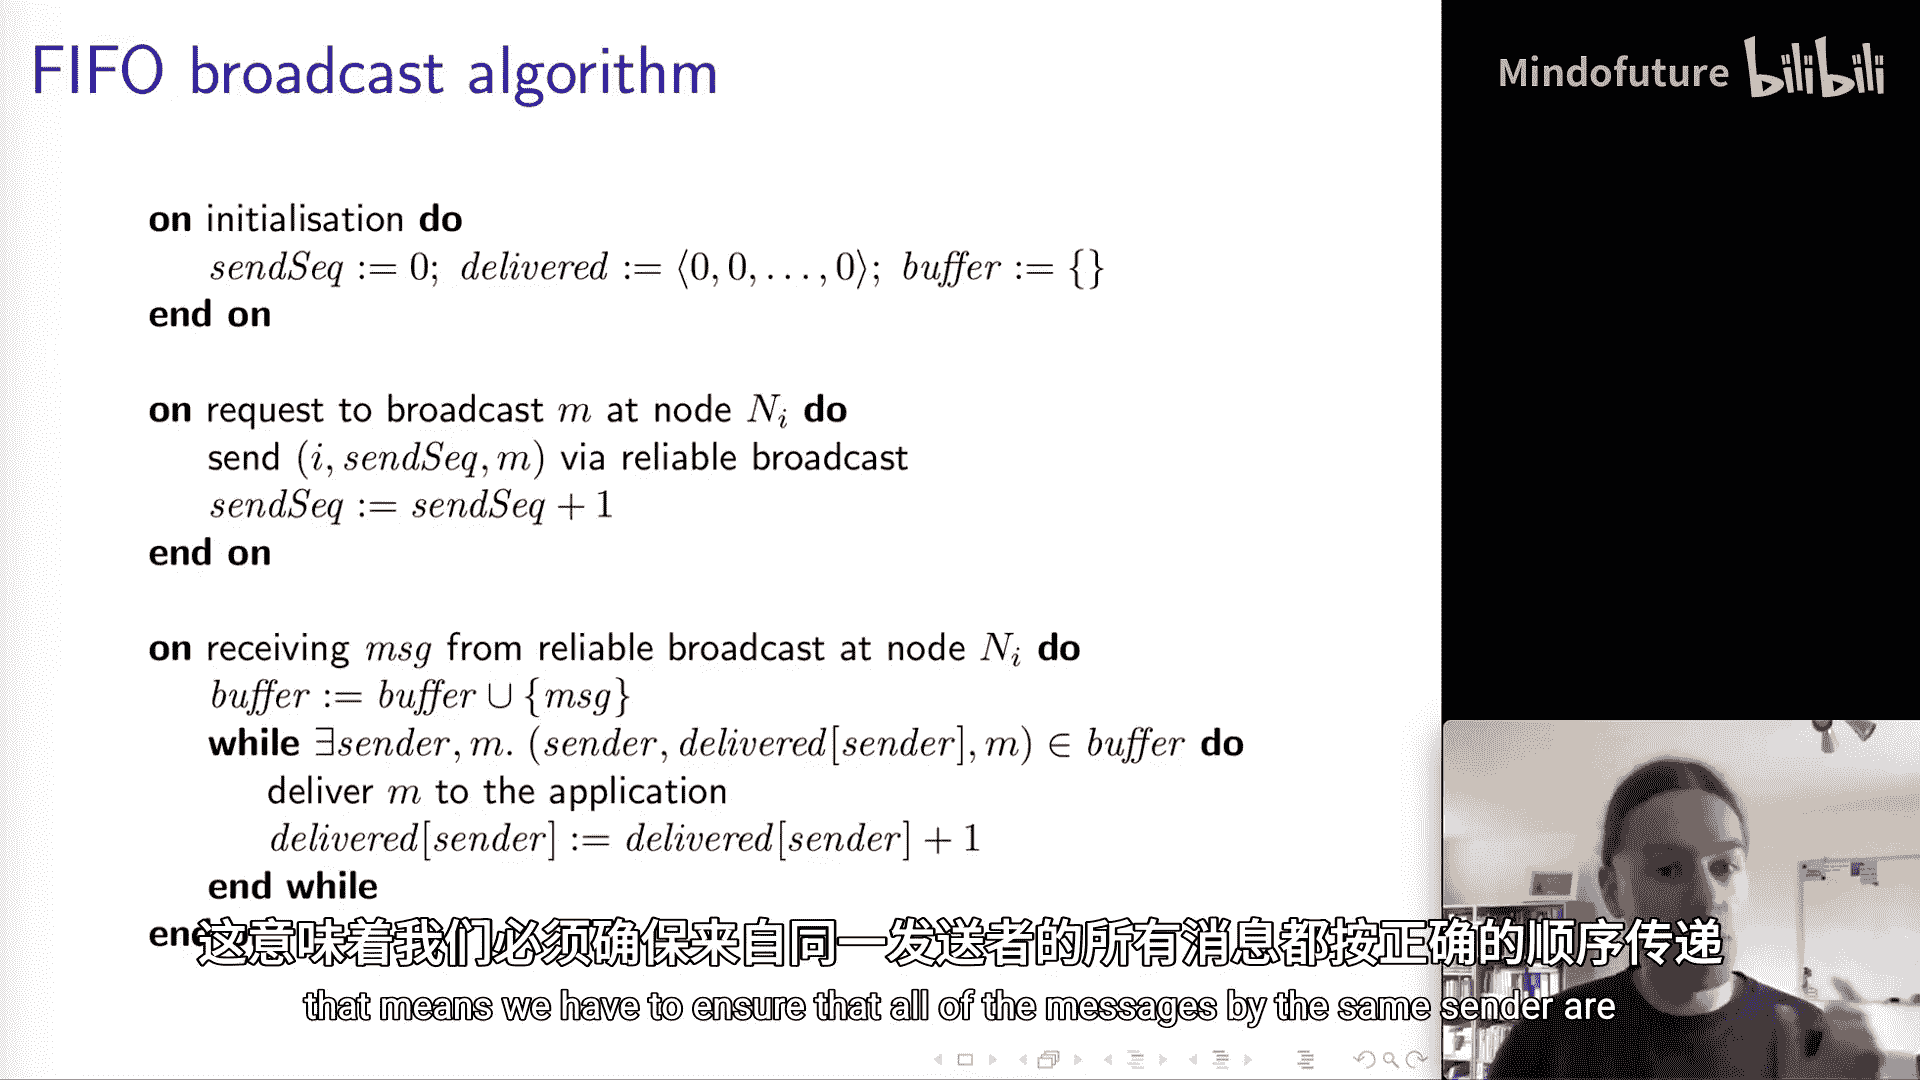 FIFO broadcast algorithm
Mindofuture bilibili
on initialisation do
sendSeq := 0; delivered := ⟨0, 0, . . . , 0⟩; buffer := {}
end on
on request to broadcast m at node Nᵢ do
send (i, sendSeq, m) via reliable broadcast
sendSeq := sendSeq + 1
end on
on receiving msg from reliable broadcast at node Nᵢ do
buffer := buffer ∪ {msg}
while ∃sender, m. (sender, delivered[sender], m) ∈ buffer do
deliver m to the application
delivered[sender] := delivered[sender] + 1
end while
这意味着我们必须确保来自同一发送者的所有消息都按正确的顺序传递
that means we have to ensure that all of the messages by the same sender are